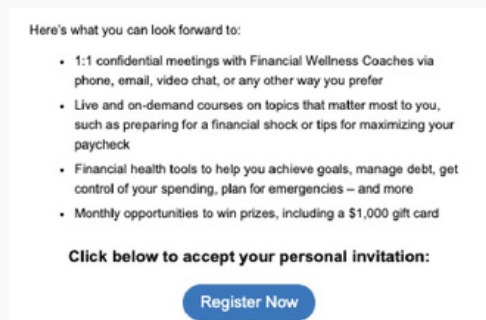 Here's what you can look forward to:
• 1:1 confidential meetings with Financial Wellness Coaches via
phone, email, video chat, or any other way you prefer
• Live and on-demand courses on topics that matter most to you,
such as preparing for a financial shock or tips for maximizing your
paycheck
• Financial health tools to help you achieve goals, manage debt, get
control of your spending, plan for emergencies – and more
• Monthly opportunities to win prizes, including a $1,000 gift card
Click below to accept your personal invitation:
Register Now